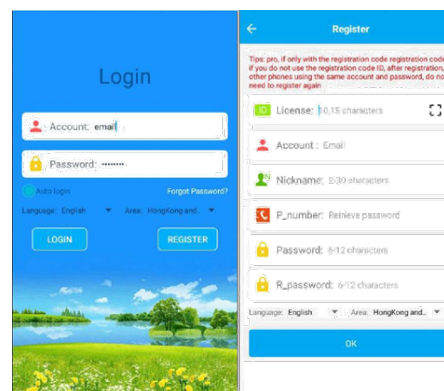 Login
Account: email
Password: ••••••••
Auto login
Forgot Password?
Language: English
Area: HongKong and..
LOGIN
REGISTER
Register
Tips: pro, if only with the registration code registration code
if you do not use the registration code ID, after registration,
other phones using the same account and password, do no
need to register again
License: 10,15 characters
Account: Email
Nickname: 2-30 characters
P_number: Retrieve password
Password: 6-12 characters
R_password: 6-12 characters
Language: English
Area: HongKong and..
OK